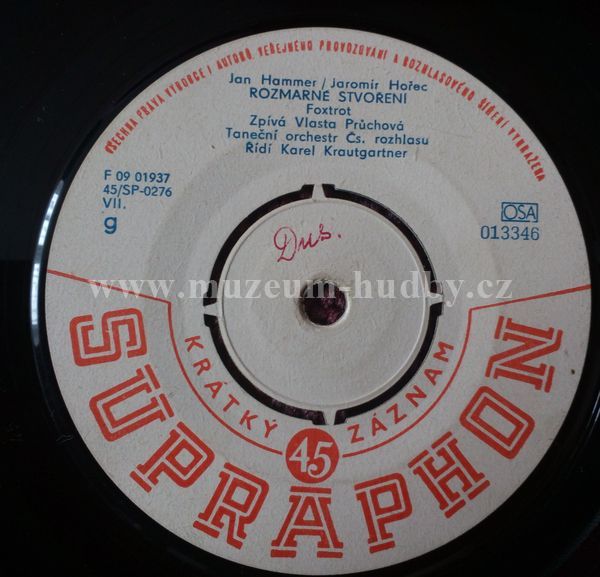 VŠECHNA PRÁVA VÝROBCE I AUTORŮ VEŘEJNÉHO PROVOZOVÁNÍ A ROZHLASOVÉHO ŠÍŘENÍ VYHRAŽENA
Jan Hammer / Jaromír Hořec
ROZMARNÉ STVOŘENÍ
Foxtrot
Zpívá Vlasta Průchová
Taneční orchestr Čs. rozhlasu
Řídí Karel Krautgartner
F 09 01937
45/SP-0276
VII.
g
OSA
013346
www.muzeum-hudby.cz
KRÁTKÝ ZÁZNAM
45
SUPRAPHON